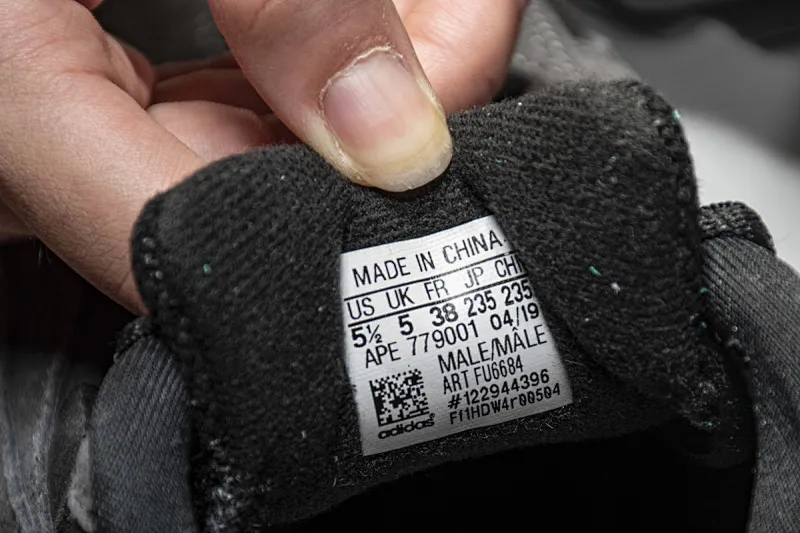 MADE IN CHINA
US UK FR JP CHN
5½ 5 38 235 235
APE 779001 04/19
MALE/MÂLE
ART FU6684
#122944396
F11HDW4r00504
adidas